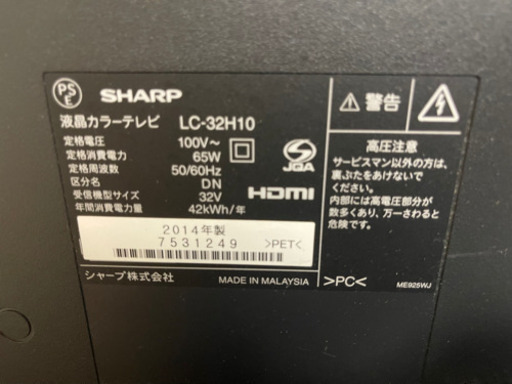 PS
E
SHARP
液晶カラーテレビ LC-32H10
定格電圧 100V~
定格消費電力 65W
定格周波数 50/60Hz
区分名 DN
受信機型サイズ 32V
年間消費電力量 42kWh/年
JQA
HDMI
2014年製
7531249 >PET<
シャープ株式会社 MADE IN MALAYSIA
警告
高圧注意
サービスマン以外の方は、
裏ぶたをあけないで
ください。
内部には高電圧部分が
数多くあり、万一さわると
危険です。
>PC< ME925WJ